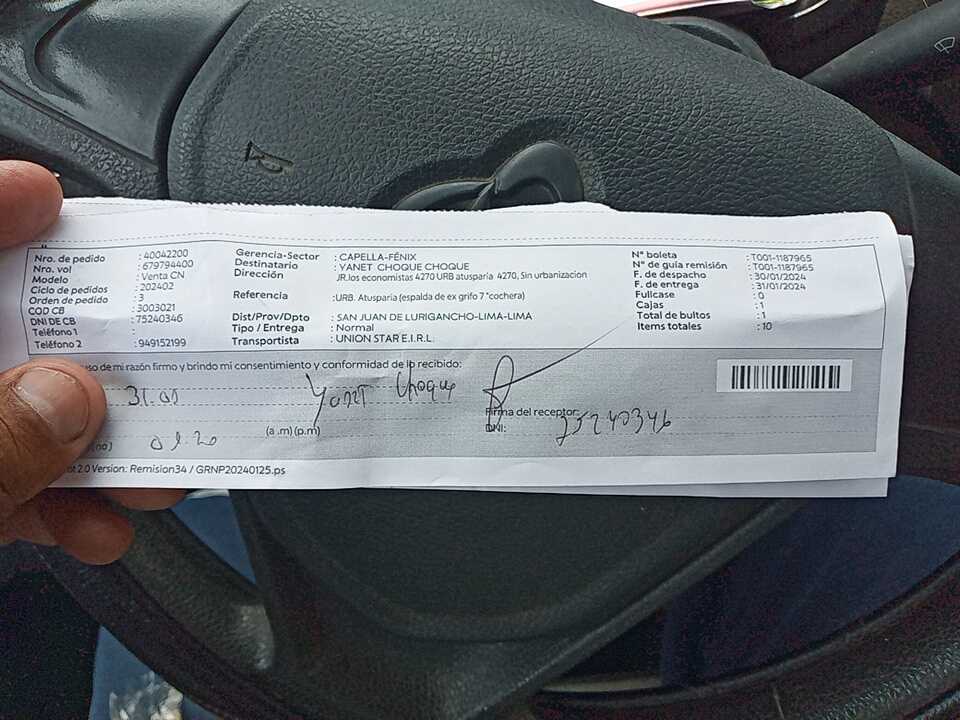 Nro. de pedido : 40042200
Nro. vol : 679794400
Modelo : Venta CN
Ciclo de pedidos : 202402
Orden de pedido : 3
COD CB : 3003021
DNI DE CB : 75240346
Teléfono 1 :
Teléfono 2 : 949152199
Gerencia-Sector : CAPELLA-FÉNIX
Destinatario : YANET CHOQUE CHOQUE
Dirección JR.los economistas 4270 URB atusparia 4270, Sin urbanizacion
Referencia :URB. Atusparia (espalda de ex grifo 7 "cochera)
Dist/Prov/Dpto : SAN JUAN DE LURIGANCHO-LIMA-LIMA
Tipo / Entrega : Normal
Transportista : UNION STAR E.I.R.L.
N° boleta : T001-1187965
N° de guía remisión : T001-1187965
F. de despacho : 30/01/2024
F. de entrega : 31/01/2024
Fullcase : 0
Cajas : 1
Total de bultos : 1
Items totales : 10
uso de mi razón firmo y brindo mi consentimiento y conformidad de lo recibido:
Yanet Choque
(a .m) (p.m)
Firma del receptor:
DNI: 75240346
2.0 Version: Remision34 / GRNP20240125.ps